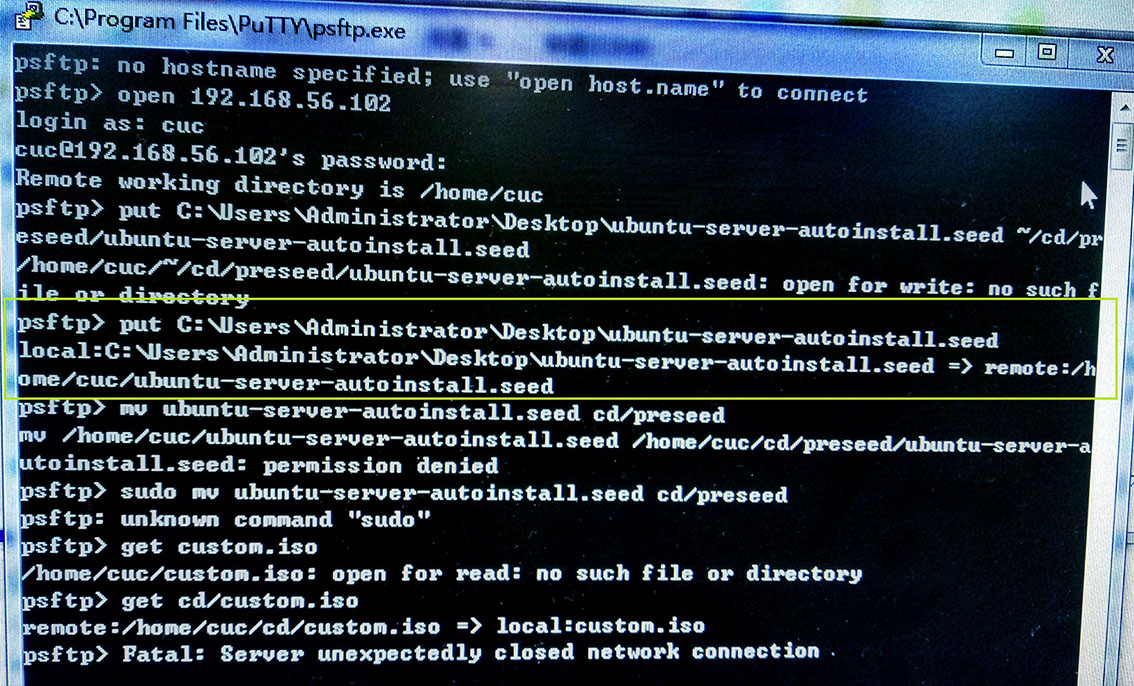 C:\Program Files\PuTTY\psftp.exe
psftp: no hostname specified; use "open host.name" to connect
psftp> open 192.168.56.102
login as: cuc
cuc@192.168.56.102's password:
Remote working directory is /home/cuc
psftp> put C:\Users\Administrator\Desktop\ubuntu-server-autoinstall.seed ~/cd/pr
eseed/ubuntu-server-autoinstall.seed
/home/cuc/~/cd/preseed/ubuntu-server-autoinstall.seed: open for write: no such f
ile or directory
psftp> put C:\Users\Administrator\Desktop\ubuntu-server-autoinstall.seed
local:C:\Users\Administrator\Desktop\ubuntu-server-autoinstall.seed => remote:/h
ome/cuc/ubuntu-server-autoinstall.seed
psftp> mv ubuntu-server-autoinstall.seed cd/preseed
mv /home/cuc/ubuntu-server-autoinstall.seed /home/cuc/cd/preseed/ubuntu-server-a
utoinstall.seed: permission denied
psftp> sudo mv ubuntu-server-autoinstall.seed cd/preseed
psftp: unknown command "sudo"
psftp> get custom.iso
/home/cuc/custom.iso: open for read: no such file or directory
psftp> get cd/custom.iso
remote:/home/cuc/cd/custom.iso => local:custom.iso
psftp> Fatal: Server unexpectedly closed network connection